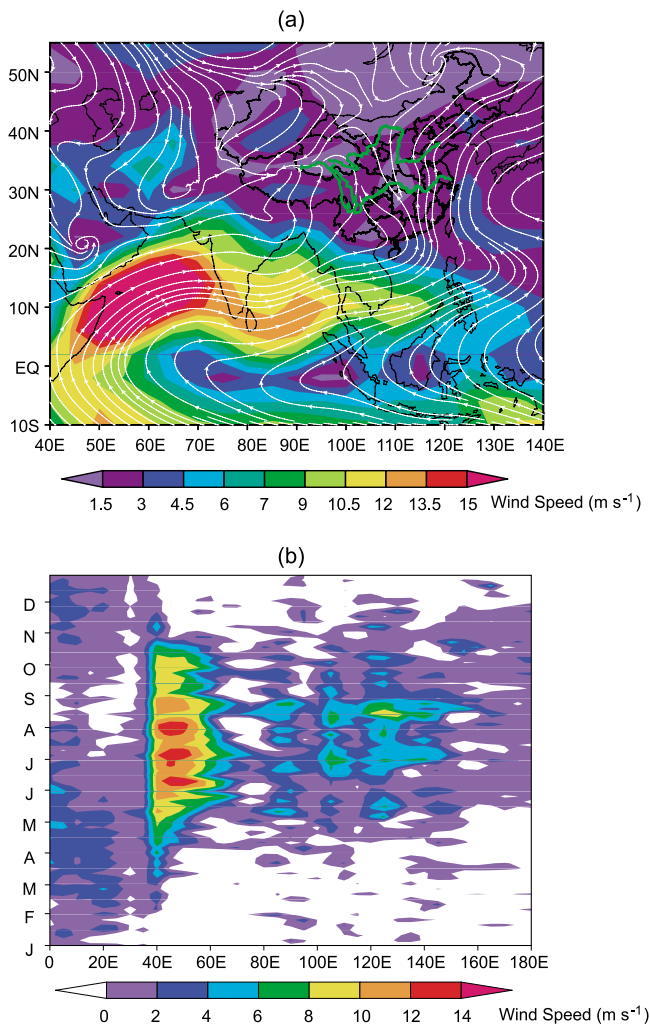 (a)
50N
40N
30N
20N
10N
EQ
10S
40E 50E 60E 70E 80E 90E 100E 110E 120E 130E 140E
1.5 3 4.5 6 7 9 10.5 12 13.5 15 Wind Speed (m s-1)
(b)
D
N
O
S
A
J
J
M
A
M
F
J
0 20E 40E 60E 80E 100E 120E 140E 160E 180E
0 2 4 6 8 10 12 14 Wind Speed (m s-1)